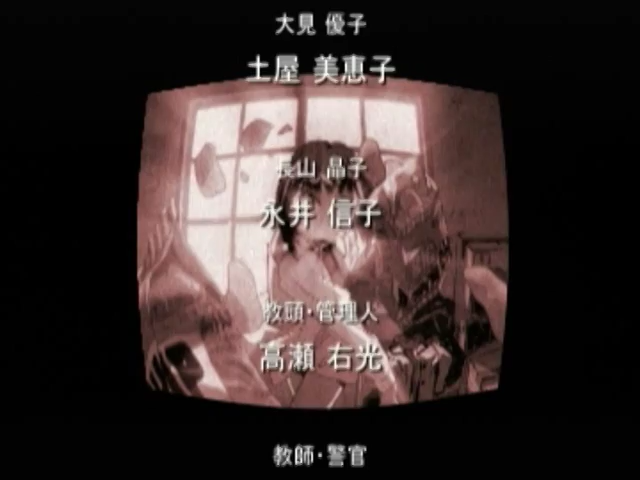 大見 優子
土屋 美恵子
長山 晶子
永井 信子
教頭・管理人
高瀬 右光
教師・警官